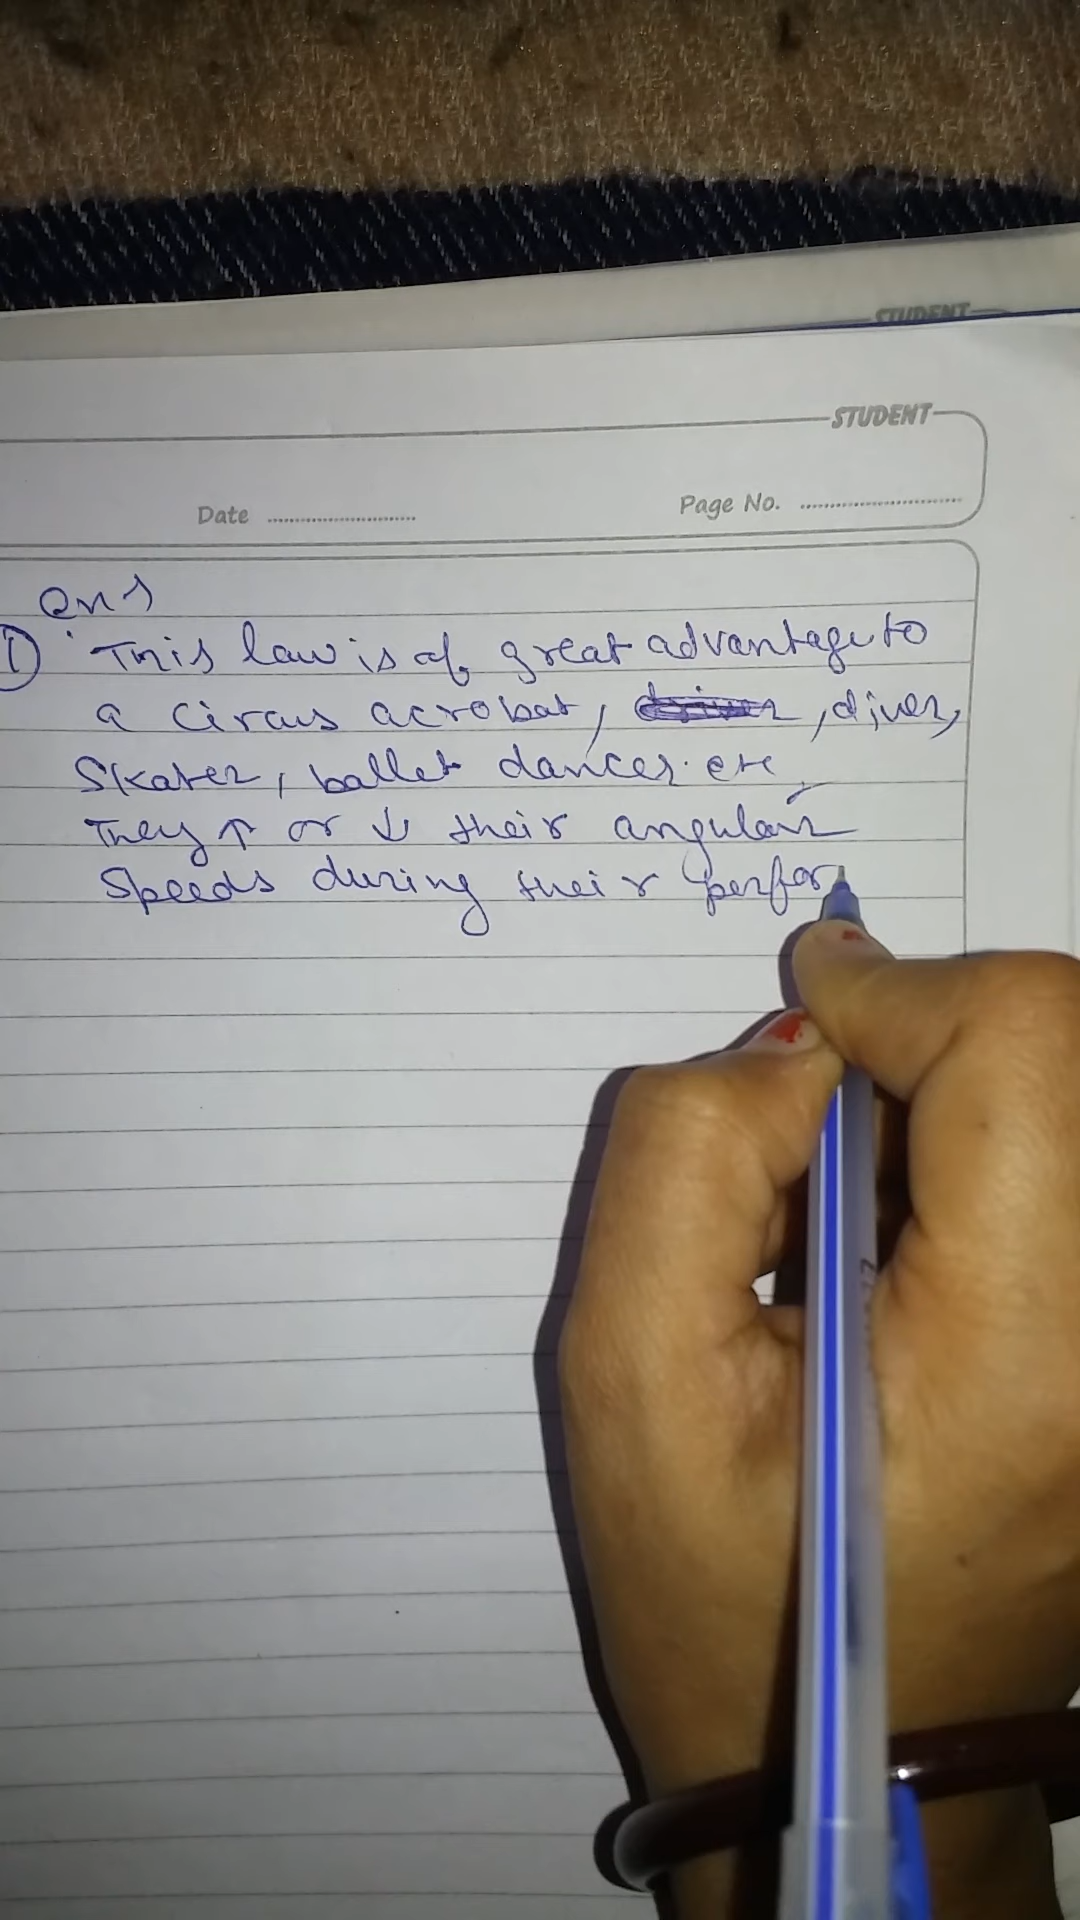 STUDENT
STUDENT
Date
Page No.
Ans
① This law is of great advantage to
a circus acrobat, , diver,
Skater, ballet dancer. etc
They ↑ or ↓ their angular
Speeds during their perfor